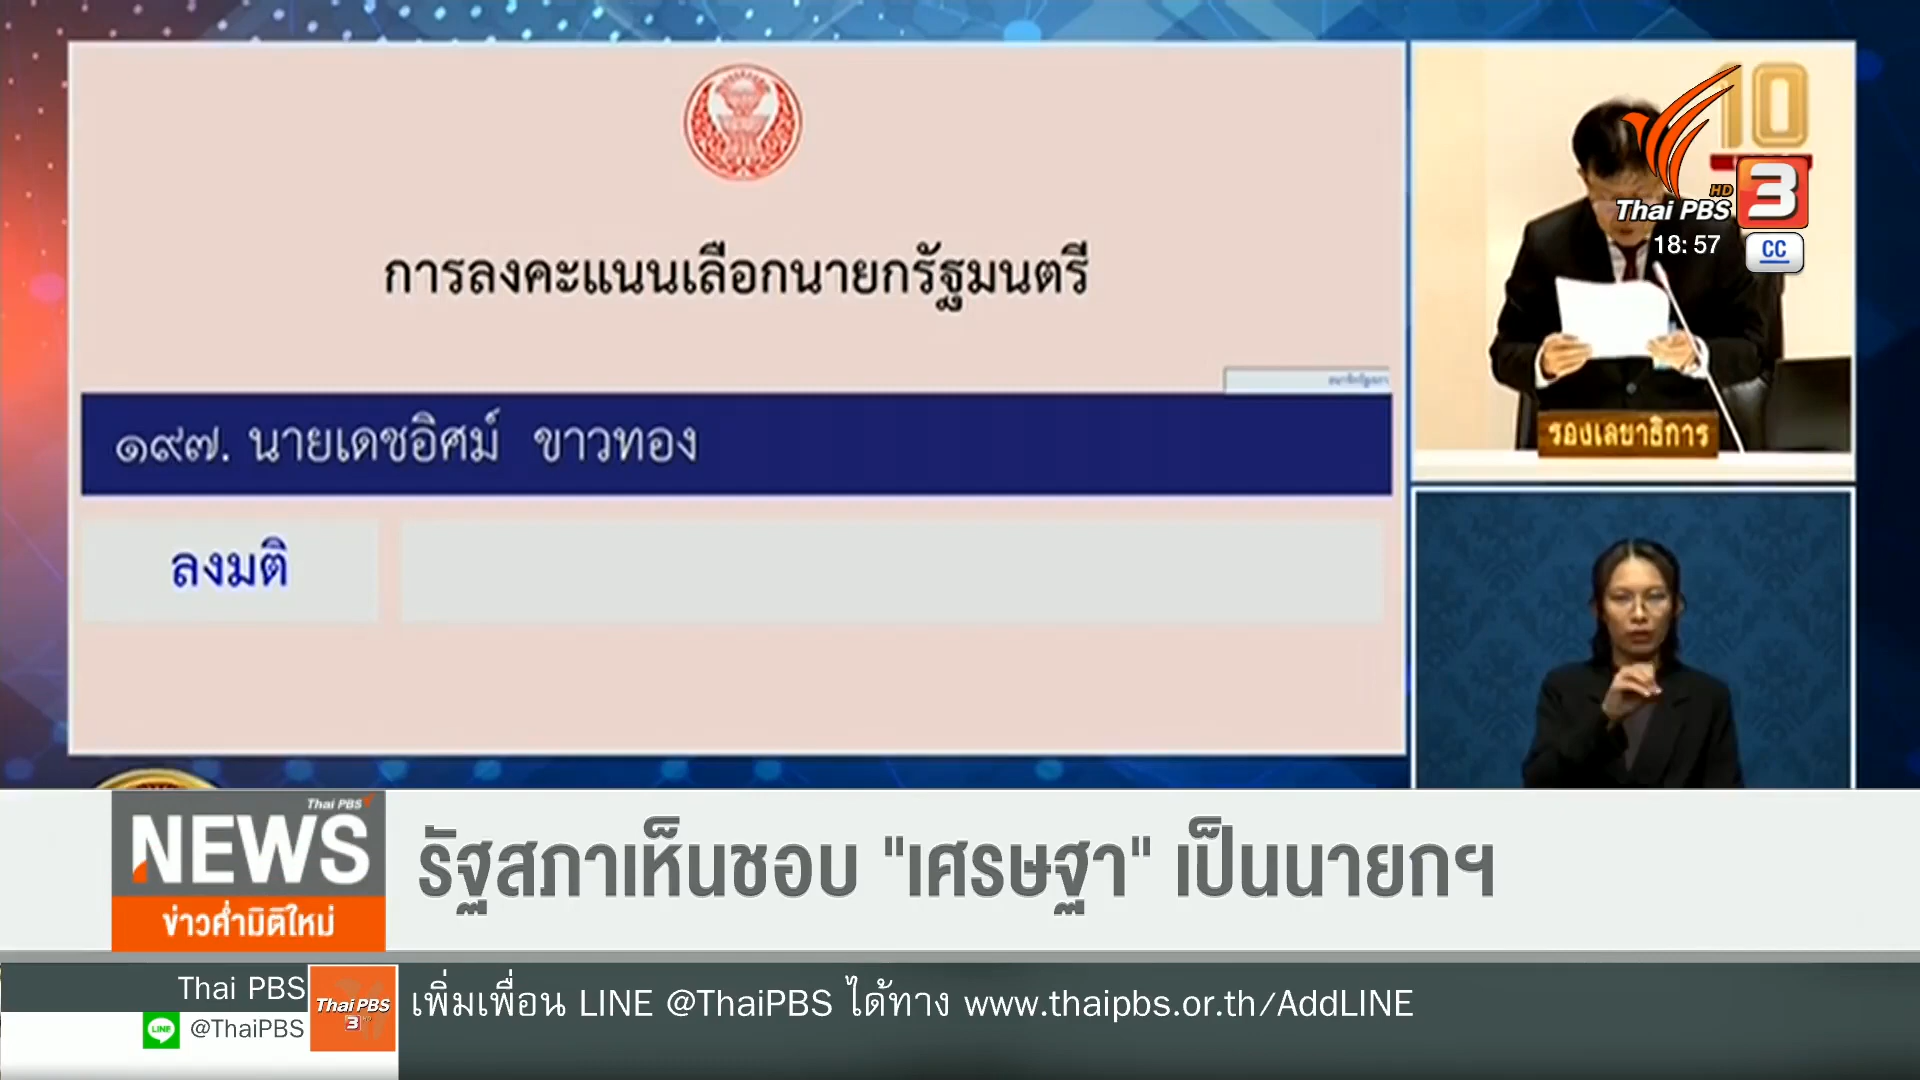 การลงคะแนนเลือกนายกรัฐมนตรี
๑๙๗. นายเดชอิศม์ ขาวทอง
ลงมติ
10
HD
Thai PBS 3
18:57
CC
รองเลขาธิการ
Thai PBS
NEWS
ข่าวค่ำมิติใหม่
รัฐสภาเห็นชอบ "เศรษฐา" เป็นนายกฯ
Thai PBS
LINE @ThaiPBS
Thai PBS
3
เพิ่มเพื่อน LINE @ThaiPBS ได้ทาง www.thaipbs.or.th/AddLINE